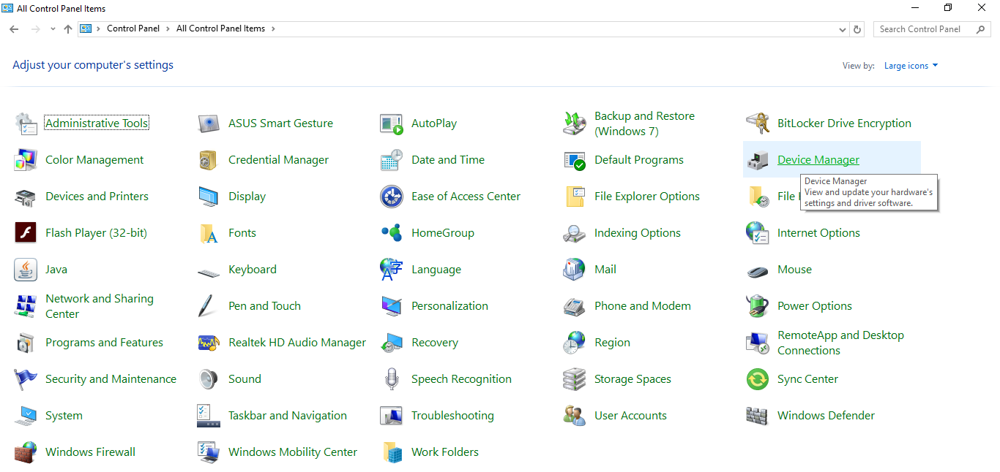 All Control Panel Items
Control Panel All Control Panel Items
Search Control Panel
Adjust your computer's settings
View by: Large icons
Administrative Tools
ASUS Smart Gesture
AutoPlay
Backup and Restore
(Windows 7)
BitLocker Drive Encryption
Color Management
Credential Manager
Date and Time
Default Programs
Device Manager
Device Manager
View and update your hardware's
settings and driver software.
Devices and Printers
Display
Ease of Access Center
File Explorer Options
File
Flash Player (32-bit)
Fonts
HomeGroup
Indexing Options
Internet Options
Java
Keyboard
Language
Mail
Mouse
Network and Sharing
Center
Pen and Touch
Personalization
Phone and Modem
Power Options
Programs and Features
Realtek HD Audio Manager
Recovery
Region
RemoteApp and Desktop
Connections
Security and Maintenance
Sound
Speech Recognition
Storage Spaces
Sync Center
System
Taskbar and Navigation
Troubleshooting
User Accounts
Windows Defender
Windows Firewall
Windows Mobility Center
Work Folders